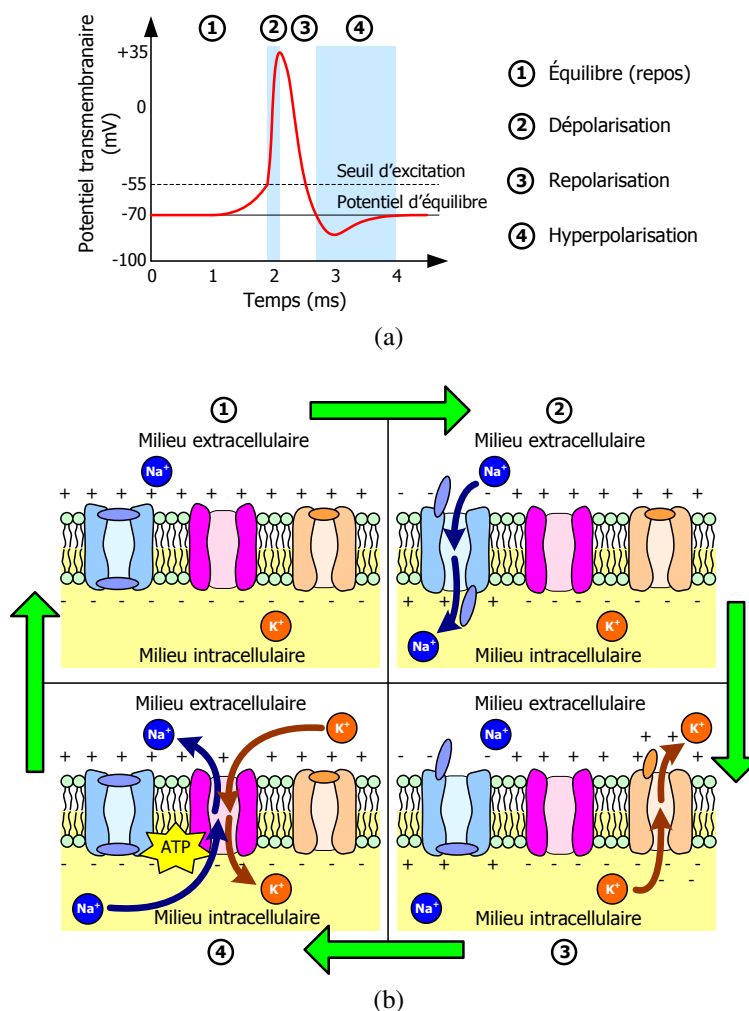 ① ② ③ ④
Potentiel transmembranaire
(mV)
+35
0
-55
-70
-100
Seuil d'excitation
Potentiel d'équilibre
0 1 2 3 4
Temps (ms)
① Équilibre (repos)
② Dépolarisation
③ Repolarisation
④ Hyperpolarisation
(a)
①
Milieu extracellulaire
Na⁺
+ + + + + + + + +
- - - - - - - - -
K⁺
Milieu intracellulaire
②
Milieu extracellulaire
Na⁺
- - - + + + + + +
+ + + - - - - - -
Na⁺
K⁺
Milieu intracellulaire
Milieu extracellulaire
Na⁺
K⁺
+ + + + + + + + +
ATP
- - - - - - - -
Na⁺
K⁺
Milieu intracellulaire
④
Milieu extracellulaire
Na⁺
K⁺
+ +
- - - + + + + +
+ + + - - - - -
- -
Na⁺
K⁺
Milieu intracellulaire
③
(b)